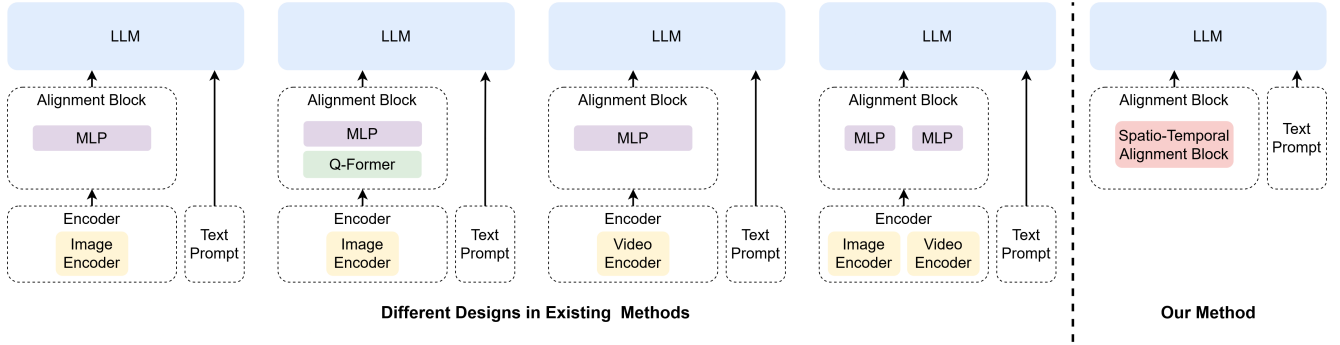 LLM
Alignment Block
MLP
Encoder
Image
Encoder
Text
Prompt
LLM
Alignment Block
MLP
Q-Former
Encoder
Image
Encoder
Text
Prompt
LLM
Alignment Block
MLP
Encoder
Video
Encoder
Text
Prompt
LLM
Alignment Block
MLP
MLP
Encoder
Image
Encoder
Video
Encoder
Text
Prompt
Different Designs in Existing Methods
LLM
Alignment Block
Spatio-Temporal
Alignment Block
Text
Prompt
Our Method